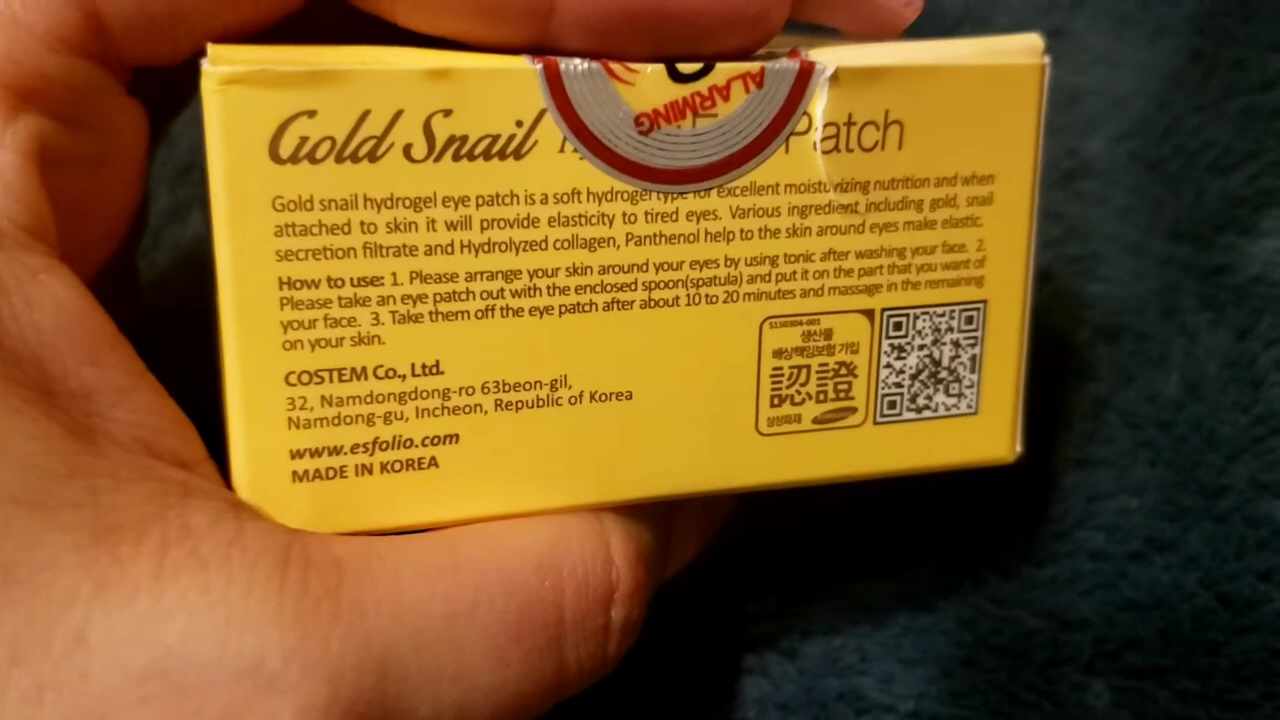 ALARMING
Gold Snail Patch
Gold snail hydrogel eye patch is a soft hydrogel type for excellent moisturizing nutrition and when
attached to skin it will provide elasticity to tired eyes. Various ingredient including gold, snail
secretion filtrate and Hydrolyzed collagen, Panthenol help to the skin around eyes make elastic.
How to use: 1. Please arrange your skin around your eyes by using tonic after washing your face. 2.
Please take an eye patch out with the enclosed spoon(spatula) and put it on the part that you want of
your face. 3. Take them off the eye patch after about 10 to 20 minutes and massage in the remaining
on your skin.
COSTEM Co., Ltd.
32, Namdongdong-ro 63beon-gil,
Namdong-gu, Incheon, Republic of Korea
www.esfolio.com
MADE IN KOREA
S150304-001
생산물
배상책임보험 가입
認證
삼성화재 SAMSUNG